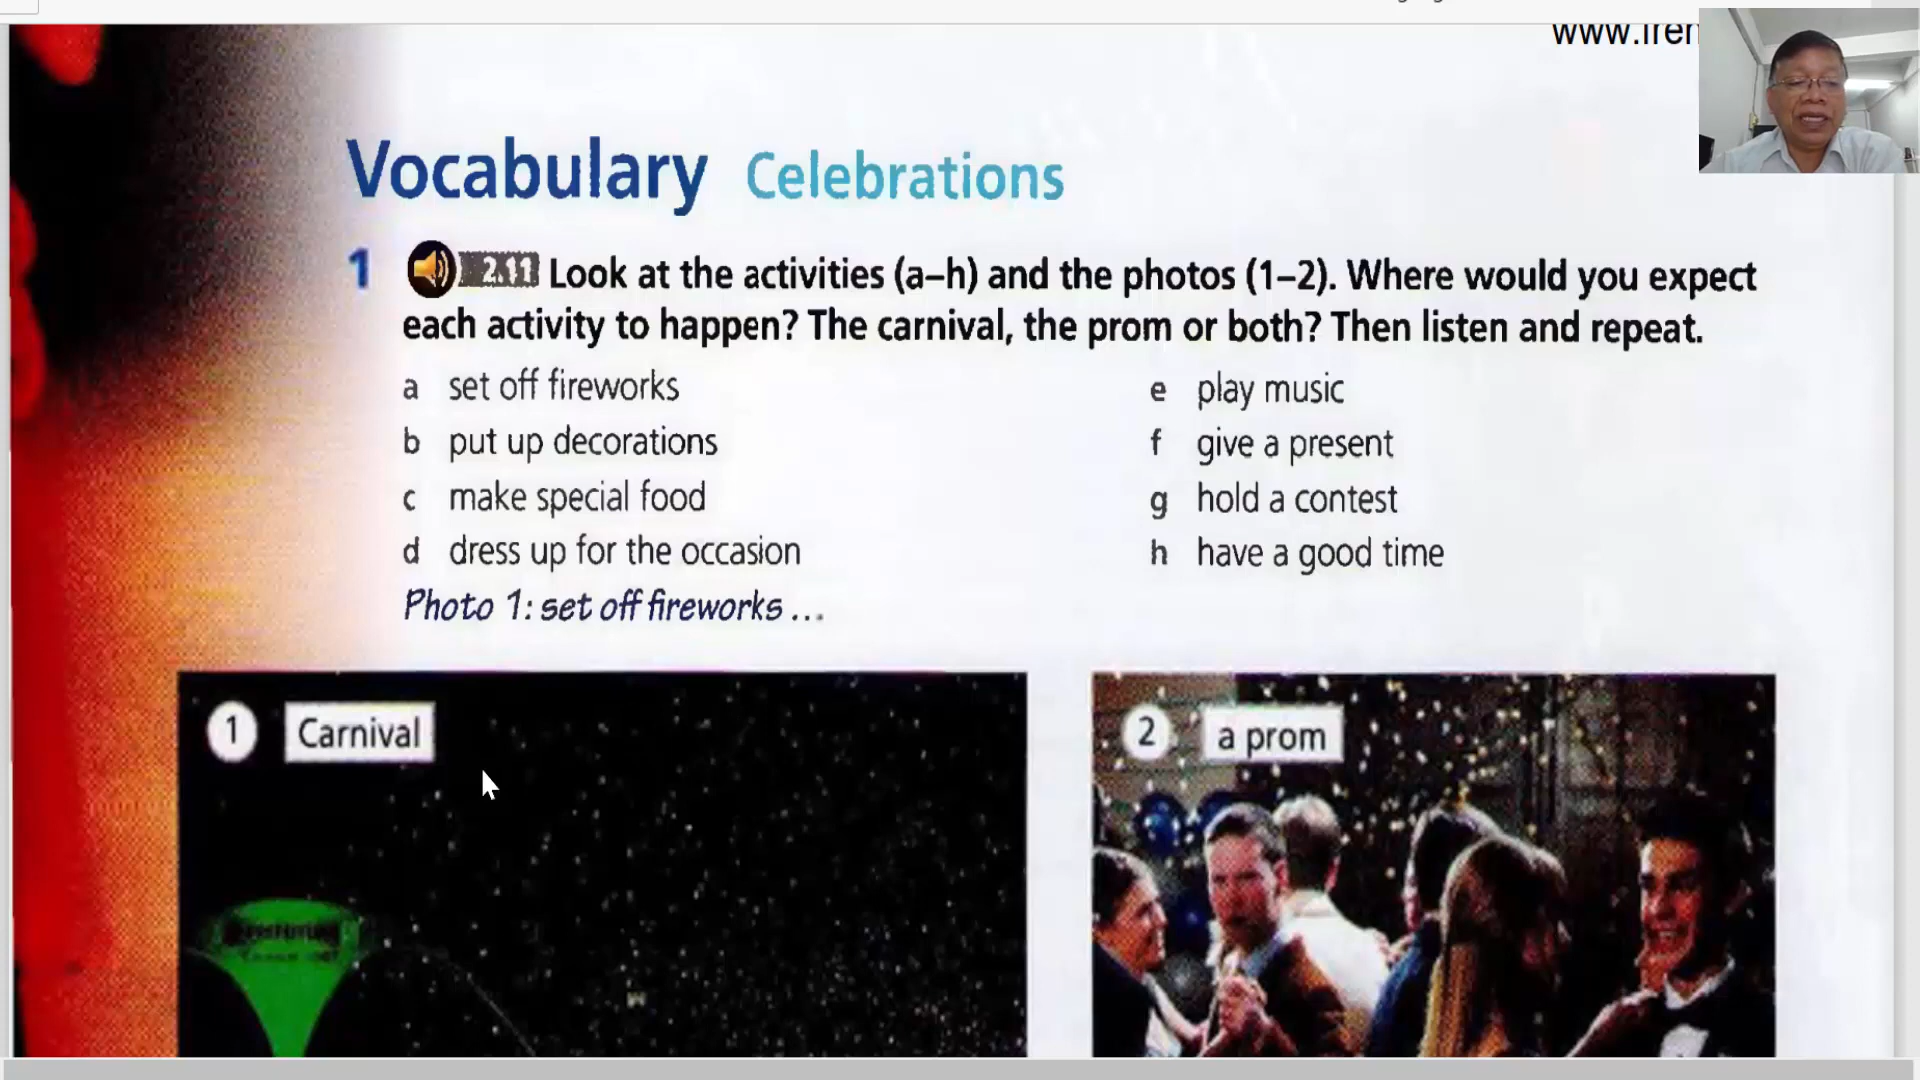 www.iren
Vocabulary Celebrations
1 2.11 Look at the activities (a–h) and the photos (1–2). Where would you expect
each activity to happen? The carnival, the prom or both? Then listen and repeat.
a set off fireworks
b put up decorations
c make special food
d dress up for the occasion
e play music
f give a present
g hold a contest
h have a good time
Photo 1: set off fireworks ...
1 Carnival
2 a prom